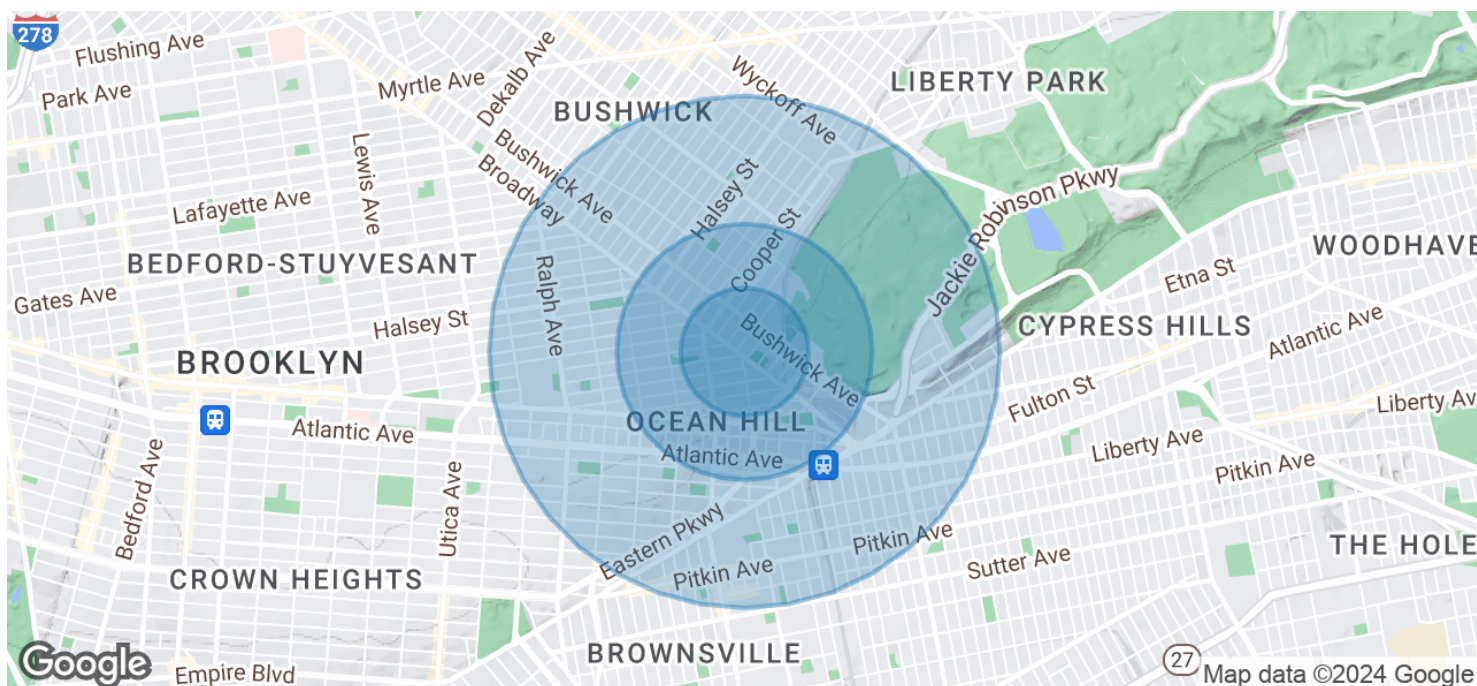 278
Flushing Ave
Park Ave
Myrtle Ave
Dekalb Ave
Wyckoff Ave
LIBERTY PARK
BUSHWICK
Lewis Ave
Bushwick Ave
Broadway
Halsey St
Lafayette Ave
Cooper St
Jackie Robinson Pkwy
WOODHAVE
BEDFORD-STUYVESANT
Etna St
Gates Ave
Halsey St
Ralph Ave
Bushwick Ave
CYPRESS HILLS
Atlantic Ave
BROOKLYN
Fulton St
Liberty Av
OCEAN HILL
Atlantic Ave
Atlantic Ave
Liberty Ave
Pitkin Ave
Bedford Ave
Utica Ave
Eastern Pkwy
Pitkin Ave
THE HOLE
CROWN HEIGHTS
Pitkin Ave
Sutter Ave
BROWNSVILLE
Google
Empire Blvd
27
Map data ©2024 Google